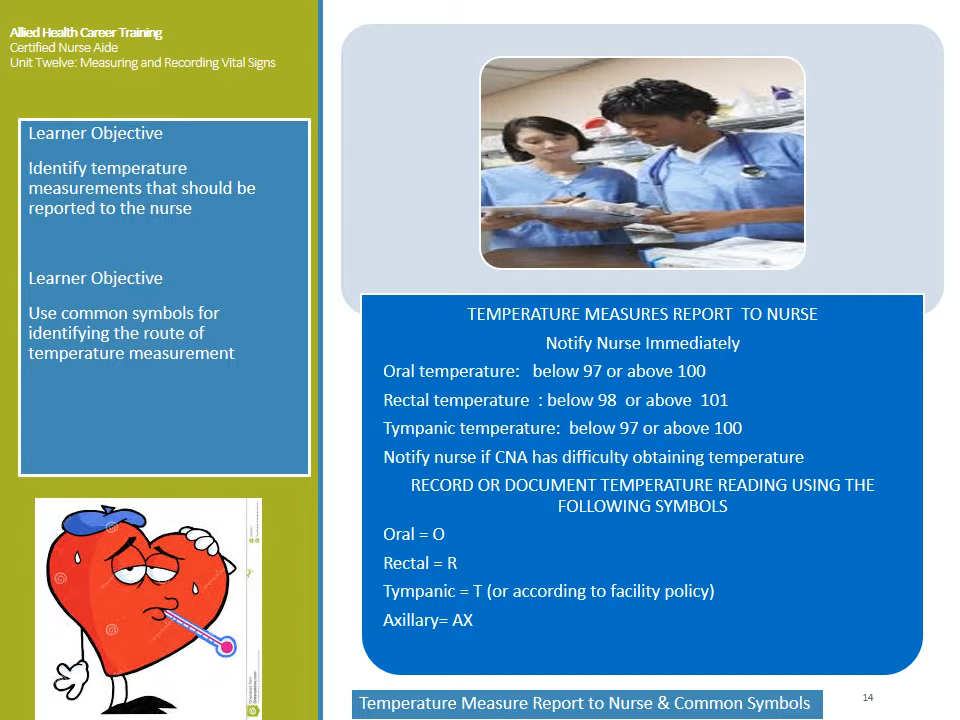 Allied Health Career Training
Certified Nurse Aide
Unit Twelve: Measuring and Recording Vital Signs
Learner Objective
Identify temperature
measurements that should be
reported to the nurse
Learner Objective
Use common symbols for
identifying the route of
temperature measurement
TEMPERATURE MEASURES REPORT  TO NURSE
Notify Nurse Immediately
Oral temperature:   below 97 or above 100
Rectal temperature  : below 98  or above  101
Tympanic temperature:  below 97 or above 100
Notify nurse if CNA has difficulty obtaining temperature
RECORD OR DOCUMENT TEMPERATURE READING USING THE
FOLLOWING SYMBOLS
Oral = O
Rectal = R
Tympanic = T (or according to facility policy)
Axillary= AX
Temperature Measure Report to Nurse & Common Symbols
14